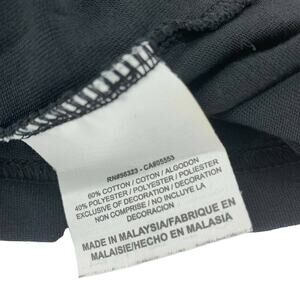 RN#56323 - CA#05553
60% COTTON / COTON / ALGODON
40% POLYESTER / POLYESTER / POLIESTER
EXCLUSIVE OF DECORATION
NON COMPRISE / NO INCLUYE LA
DECORACION
MADE IN MALAYSIA/FABRIQUE EN
MALAISIE/HECHO EN MALASIA